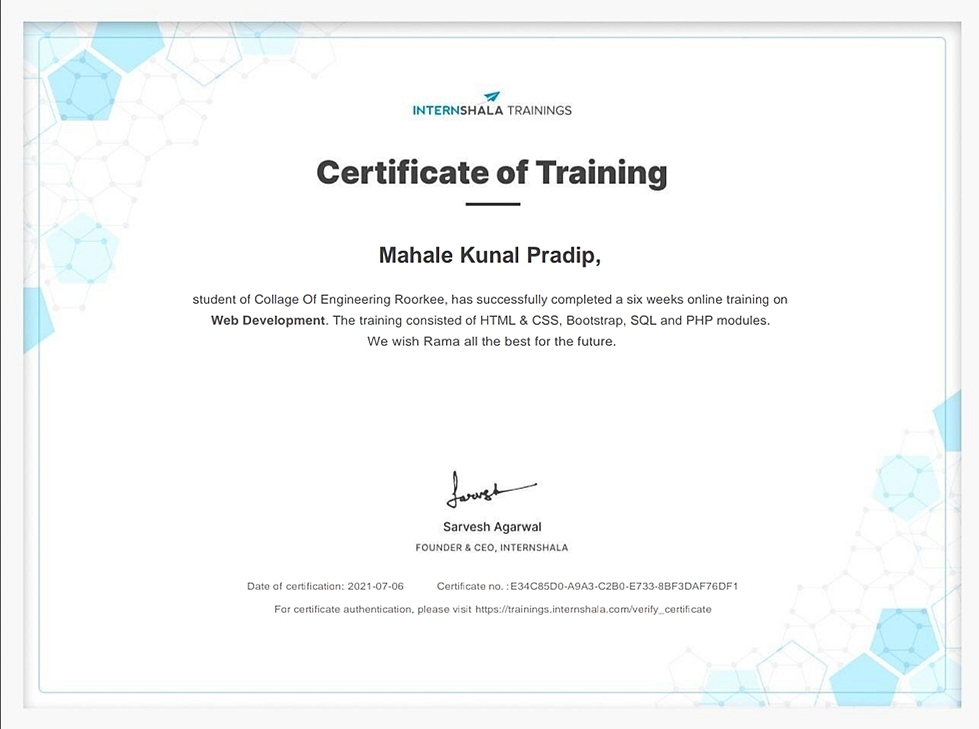 INTERNSHALA TRAININGS
Certificate of Training
Mahale Kunal Pradip,
student of Collage Of Engineering Roorkee, has successfully completed a six weeks online training on
Web Development. The training consisted of HTML & CSS, Bootstrap, SQL and PHP modules.
We wish Rama all the best for the future.
Sarvesh
Sarvesh Agarwal
FOUNDER & CEO, INTERNSHALA
Date of certification: 2021-07-06 Certificate no. : E34C85D0-A9A3-C2B0-E733-8BF3DAF76DF1
For certificate authentication, please visit https://trainings.internshala.com/verify_certificate